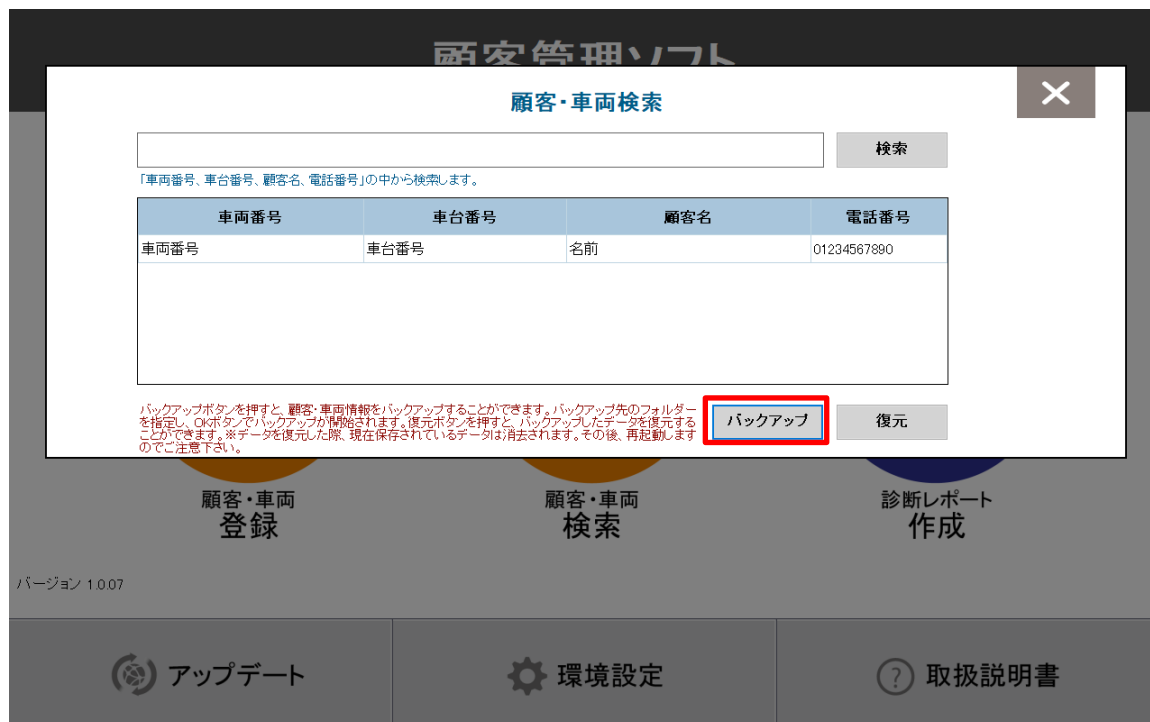 顧客管理ソフト
顧客・車両検索
検索
「車両番号、車台番号、顧客名、電話番号」の中から検索します。
車両番号 車台番号 顧客名 電話番号
車両番号 車台番号 名前 01234567890
バックアップボタンを押すと、顧客・車両情報をバックアップすることができます。バックアップ先のフォルダー
を指定し、OKボタンでバックアップが開始されます。復元ボタンを押すと、バックアップしたデータを復元する
ことができます。※データを復元した際、現在保存されているデータは消去されます。その後、再起動します
のでご注意下さい。
バックアップ 復元
顧客・車両 顧客・車両 診断レポート
登録 検索 作成
バージョン 1.0.07
アップデート 環境設定 取扱説明書